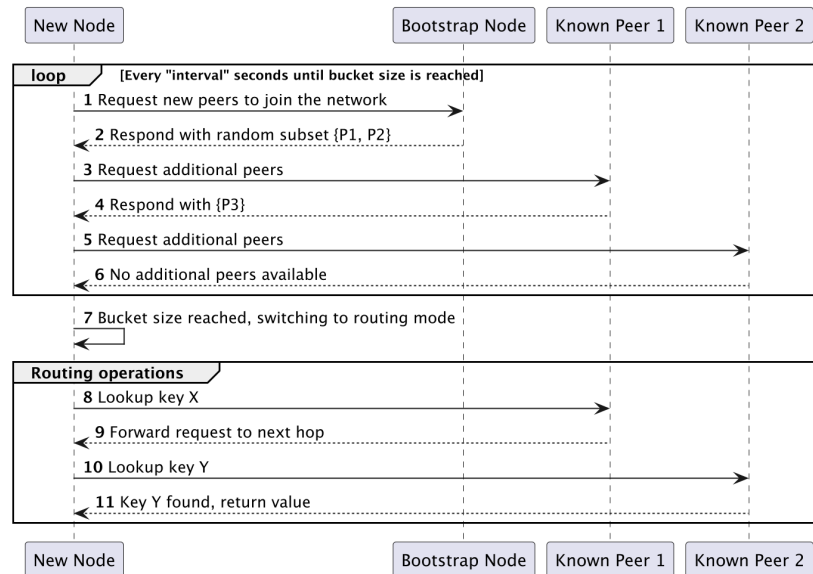 New Node Bootstrap Node Known Peer 1 Known Peer 2
loop [Every "interval" seconds until bucket size is reached]
1 Request new peers to join the network
2 Respond with random subset {P1, P2}
3 Request additional peers
4 Respond with {P3}
5 Request additional peers
6 No additional peers available
7 Bucket size reached, switching to routing mode
Routing operations
8 Lookup key X
9 Forward request to next hop
10 Lookup key Y
11 Key Y found, return value
New Node Bootstrap Node Known Peer 1 Known Peer 2